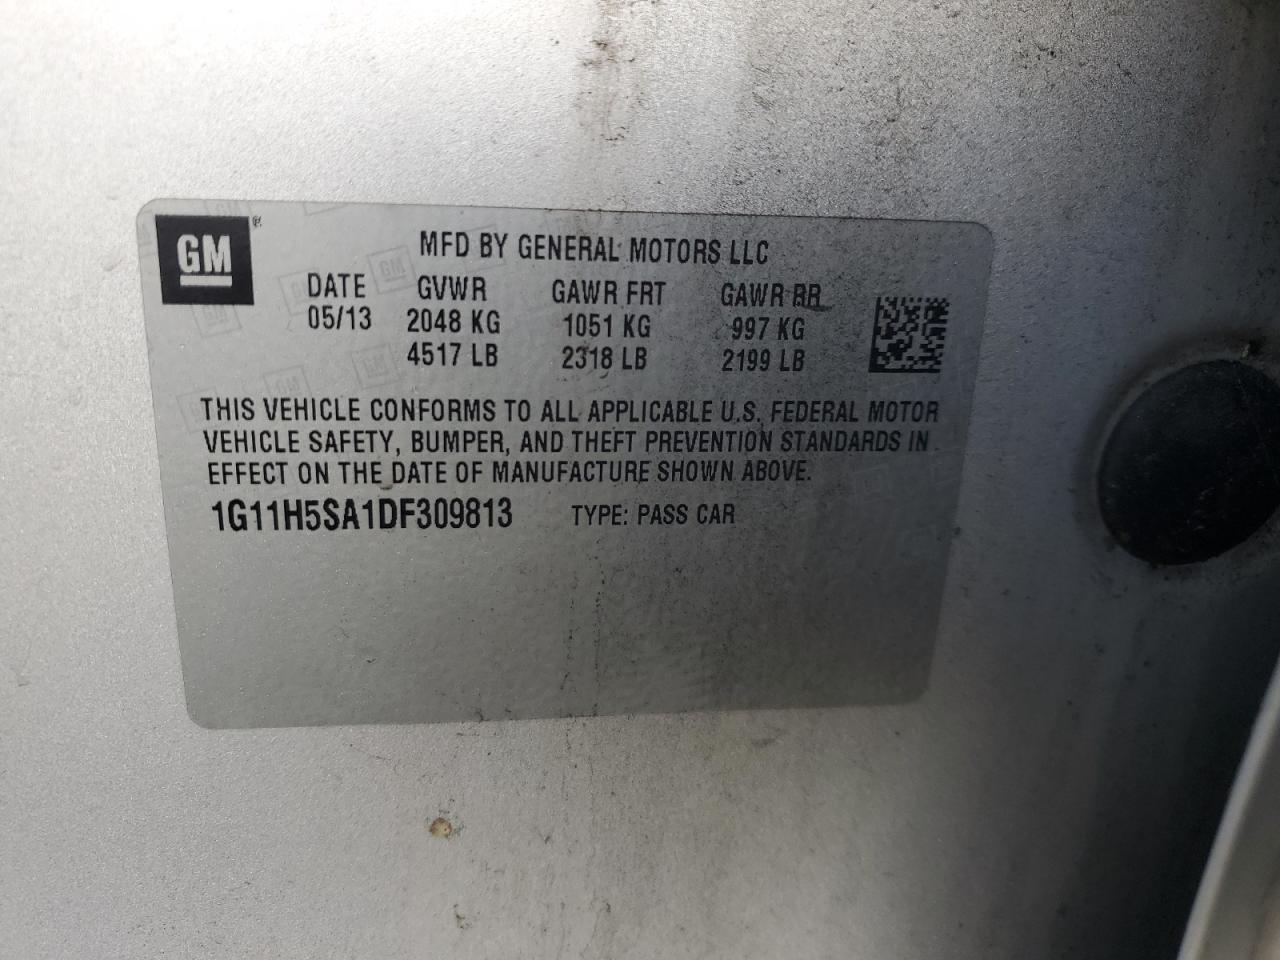 GM®
MFD BY GENERAL MOTORS LLC
DATE GVWR GAWR FRT GAWR RR
05/13 2048 KG 1051 KG 997 KG
4517 LB 2318 LB 2199 LB
THIS VEHICLE CONFORMS TO ALL APPLICABLE U.S. FEDERAL MOTOR
VEHICLE SAFETY, BUMPER, AND THEFT PREVENTION STANDARDS IN
EFFECT ON THE DATE OF MANUFACTURE SHOWN ABOVE.
1G11H5SA1DF309813 TYPE: PASS CAR